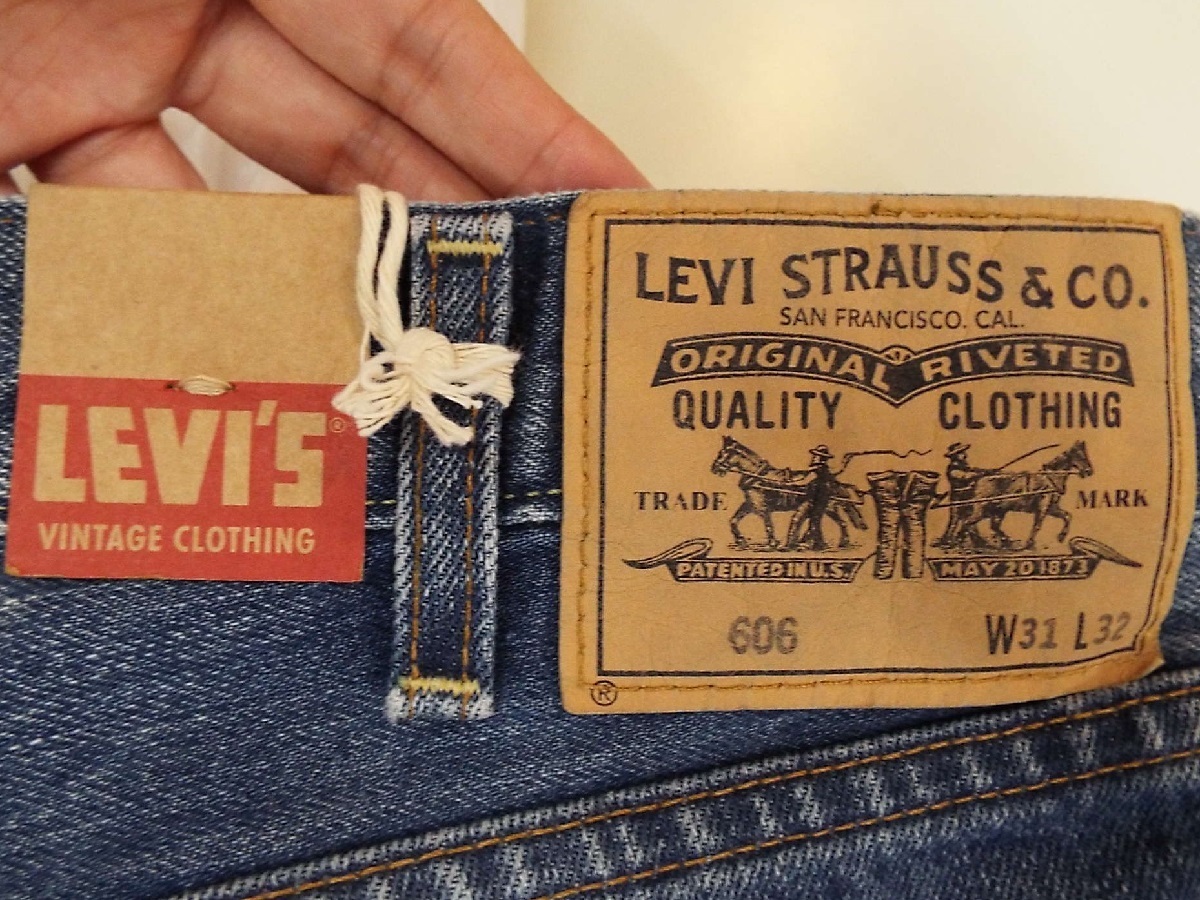 LEVI'S®
VINTAGE CLOTHING
LEVI STRAUSS & CO.
SAN FRANCISCO. CAL.
ORIGINAL RIVETED
QUALITY CLOTHING
TRADE MARK
PATENTED IN U.S. MAY 20 1873
606 W31 L32
®